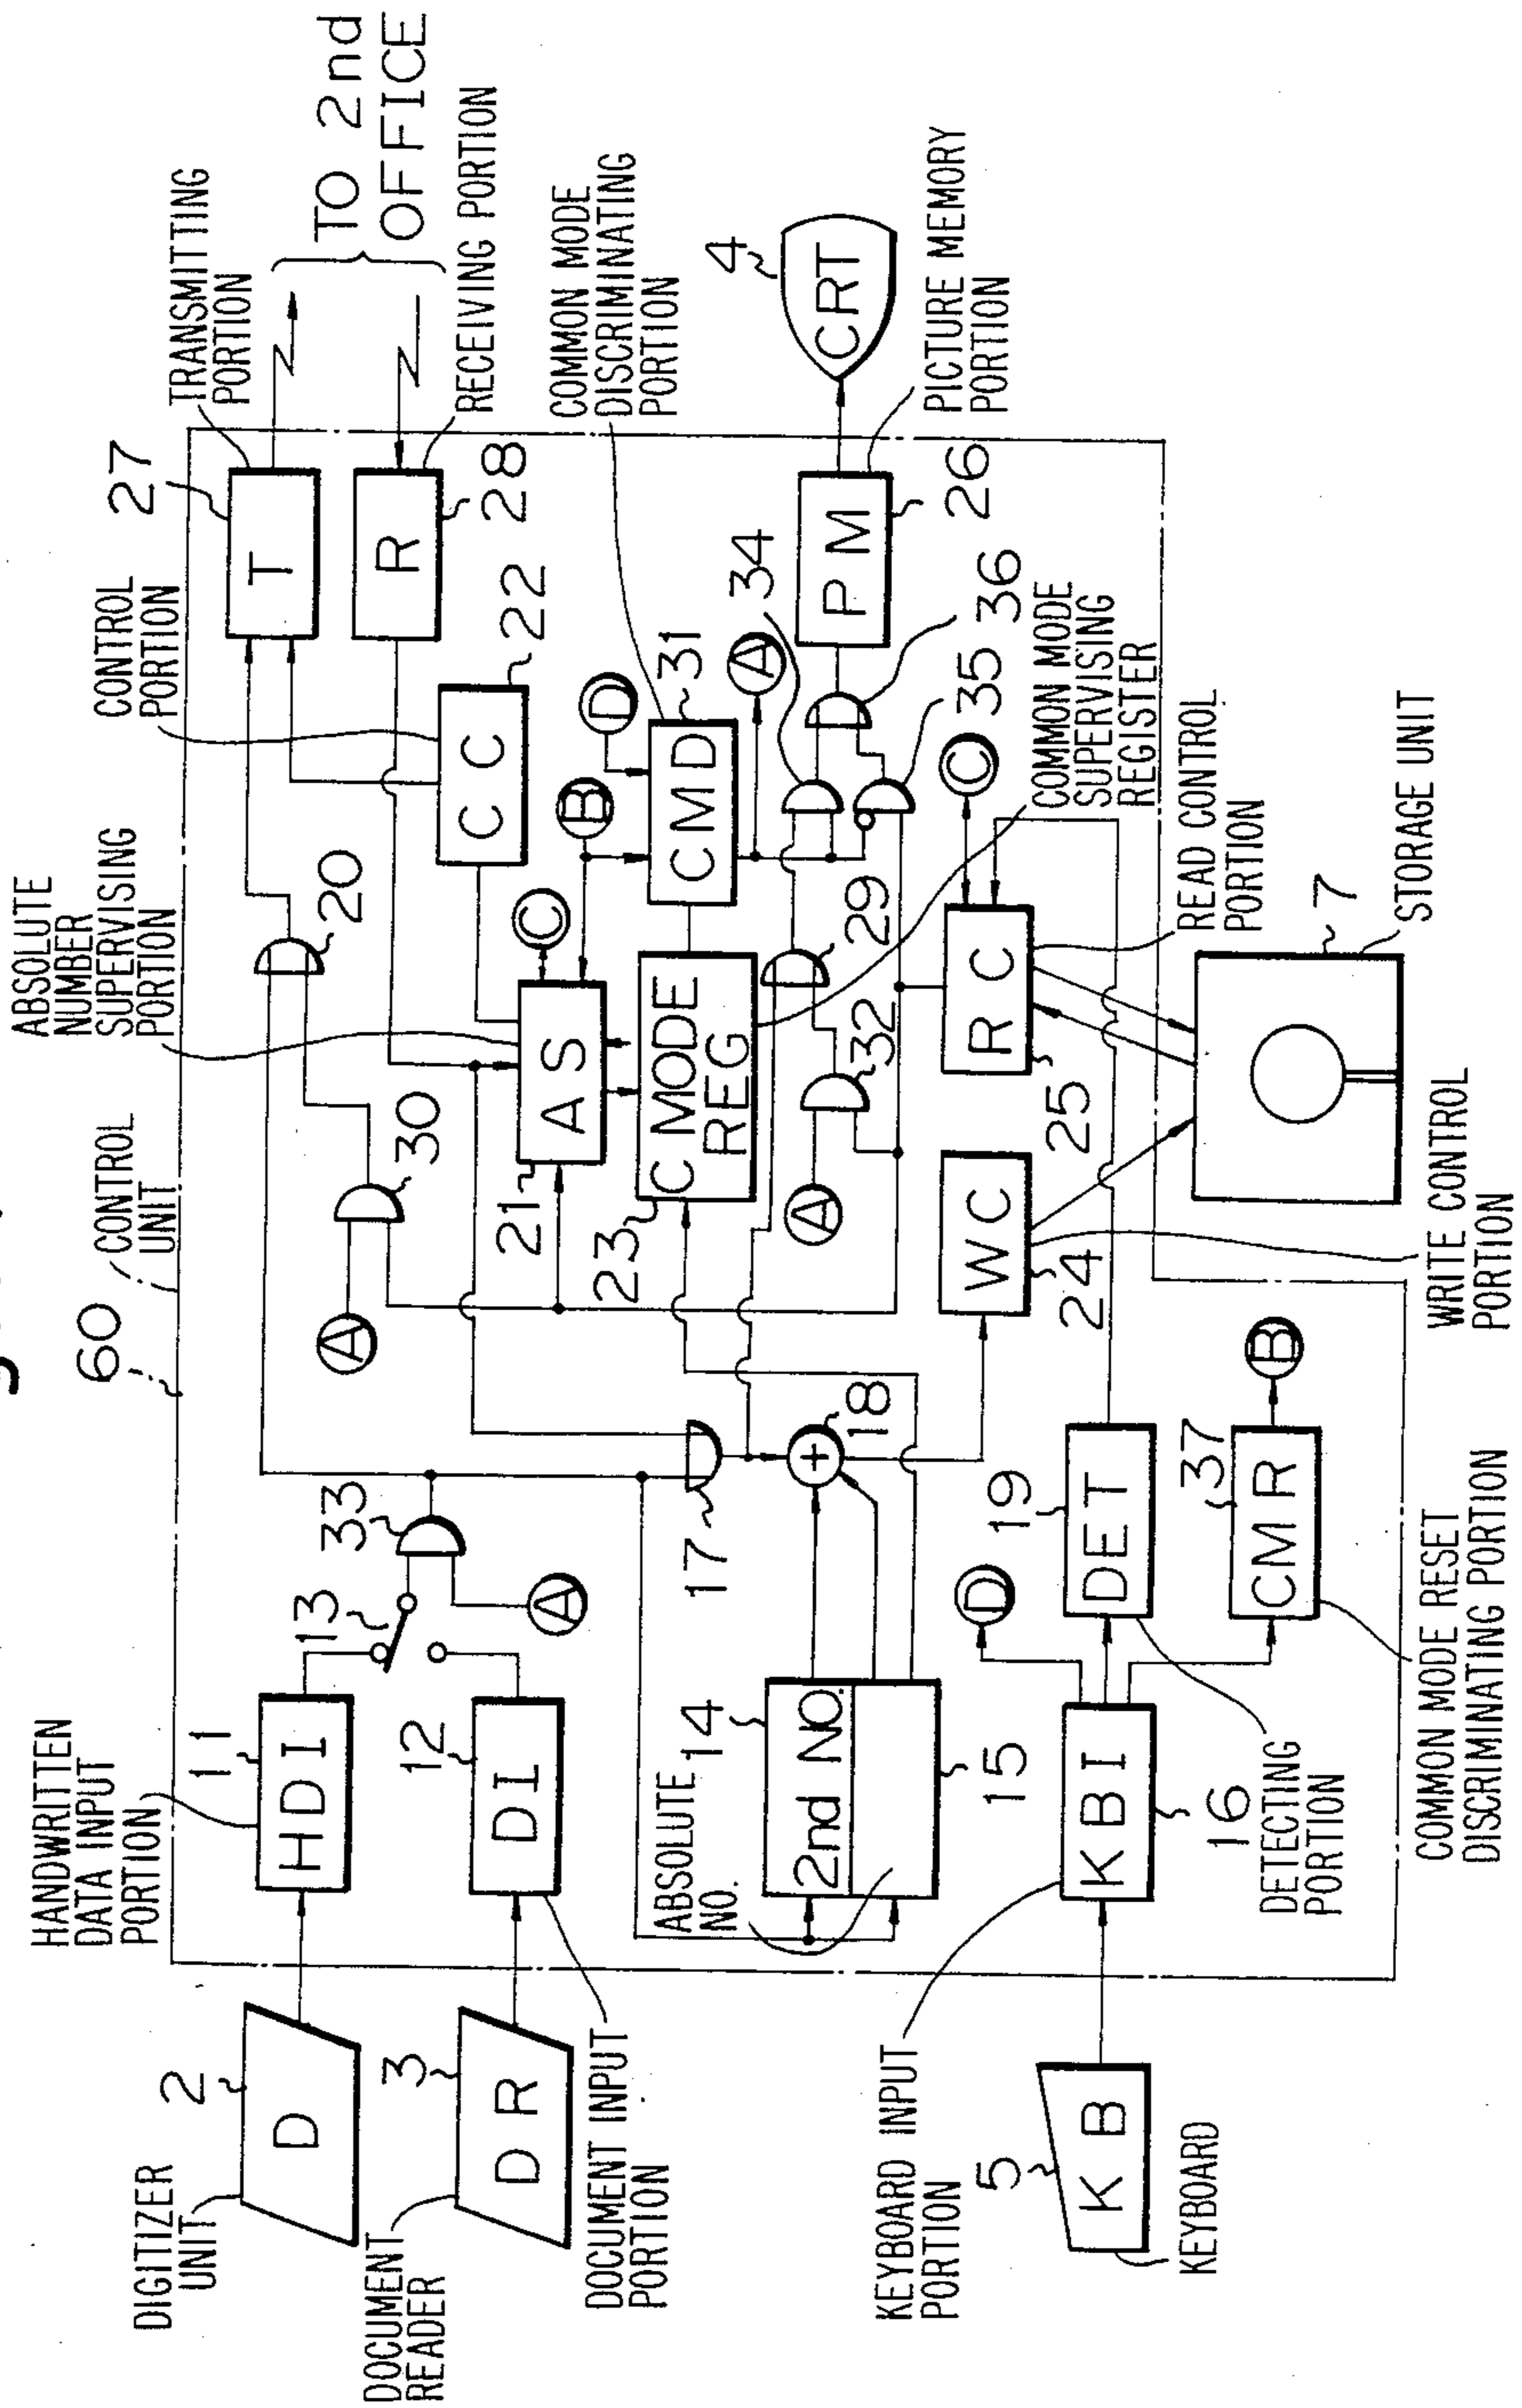 60
CONTROL
UNIT
ABSOLUTE
NUMBER
SUPERVISING
PORTION
CONTROL
PORTION
27
TRANSMITTING
PORTION
TO 2nd
OFFICE
DIGITIZER
UNIT
2
D
HANDWRITTEN
DATA INPUT
PORTION
11
HDI
13
33
A
A
30
20
T
R
28
RECEIVING PORTION
DOCUMENT
READER
3
DR
12
DI
DOCUMENT INPUT
PORTION
21
AS
C
CC
22
B
D
CMD
31
A
COMMON MODE
DISCRIMINATING
PORTION
17
18
23
C MODE
REG
29
34
ABSOLUTE
NO.
14
2nd NO.
15
A
32
35
36
PM
26
CRT
4
PICTURE MEMORY
PORTION
COMMON MODE
SUPERVISING
REGISTER
WC
24
RC
25
C
READ CONTROL
PORTION
KEYBOARD INPUT
PORTION
5
KB
KEYBOARD
KBI
16
D
19
DET
DETECTING
PORTION
37
CMR
B
COMMON MODE RESET
DISCRIMINATING PORTION
WRITE CONTROL
PORTION
7
STORAGE UNIT